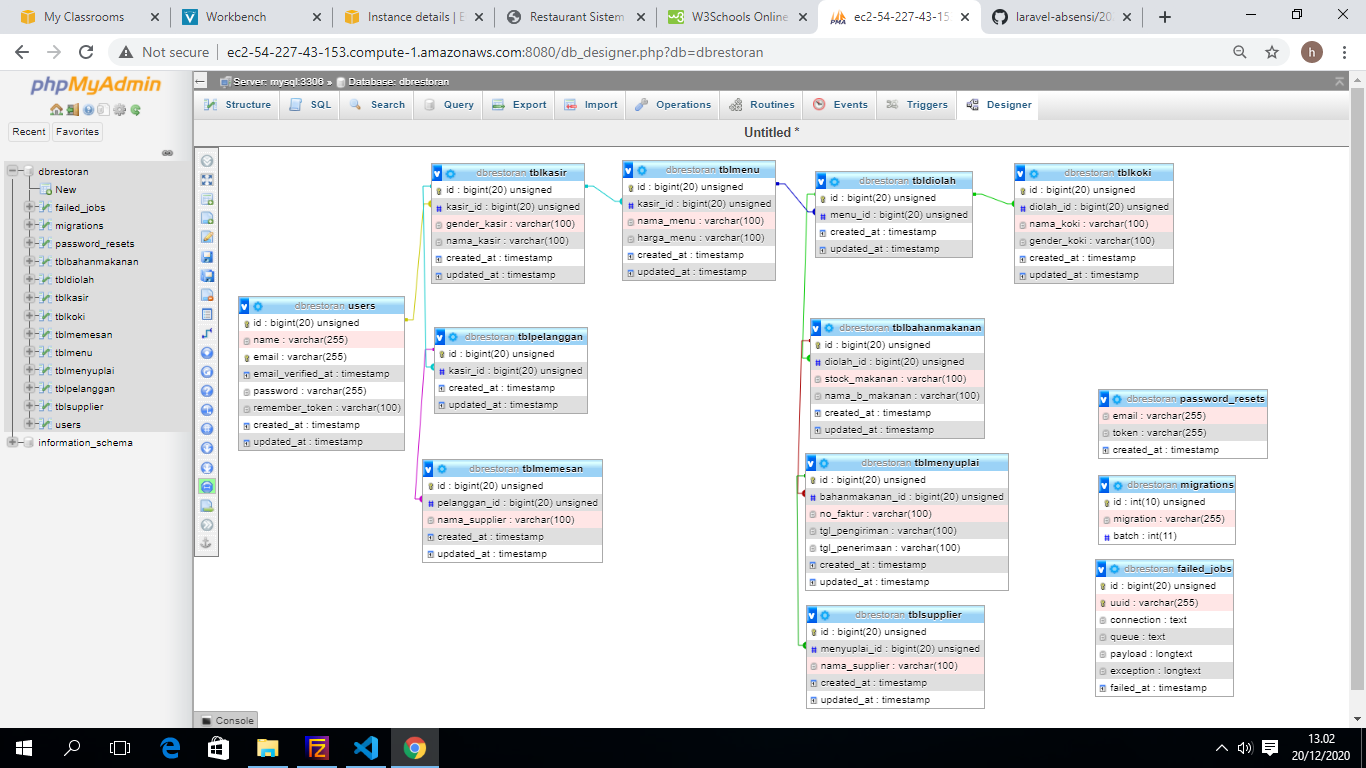 My Classrooms
Workbench
Instance details | E
Restaurant Sistem
W3Schools Online
ec2-54-227-43-15
laravel-absensi/20
Not secure
ec2-54-227-43-153.compute-1.amazonaws.com:8080/db_designer.php?db=dbrestoran
h
phpMyAdmin
Recent
Favorites
dbrestoran
New
failed_jobs
migrations
password_resets
tblbahanmakanan
tbldiolah
tblkasir
tblkoki
tblmemesan
tblmenu
tblmenyuplai
tblpelanggan
tblsupplier
users
information_schema
Server: mysql:3306 » Database: dbrestoran
Structure
SQL
Search
Query
Export
Import
Operations
Routines
Events
Triggers
Designer
Untitled *
dbrestoran users
id : bigint(20) unsigned
name : varchar(255)
email : varchar(255)
email_verified_at : timestamp
password : varchar(255)
remember_token : varchar(100)
created_at : timestamp
updated_at : timestamp
dbrestoran tblkasir
id : bigint(20) unsigned
kasir_id : bigint(20) unsigned
gender_kasir : varchar(100)
nama_kasir : varchar(100)
created_at : timestamp
updated_at : timestamp
dbrestoran tblpelanggan
id : bigint(20) unsigned
kasir_id : bigint(20) unsigned
created_at : timestamp
updated_at : timestamp
dbrestoran tblmemesan
id : bigint(20) unsigned
pelanggan_id : bigint(20) unsigned
nama_supplier : varchar(100)
created_at : timestamp
updated_at : timestamp
dbrestoran tblmenu
id : bigint(20) unsigned
kasir_id : bigint(20) unsigned
nama_menu : varchar(100)
harga_menu : varchar(100)
created_at : timestamp
updated_at : timestamp
dbrestoran tbldiolah
id : bigint(20) unsigned
menu_id : bigint(20) unsigned
created_at : timestamp
updated_at : timestamp
dbrestoran tblbahanmakanan
id : bigint(20) unsigned
diolah_id : bigint(20) unsigned
stock_makanan : varchar(100)
nama_b_makanan : varchar(100)
created_at : timestamp
updated_at : timestamp
dbrestoran tblmenyuplai
id : bigint(20) unsigned
bahanmakanan_id : bigint(20) unsigned
no_faktur : varchar(100)
tgl_pengiriman : varchar(100)
tgl_penerimaan : varchar(100)
created_at : timestamp
updated_at : timestamp
dbrestoran tblsupplier
id : bigint(20) unsigned
menyuplai_id : bigint(20) unsigned
nama_supplier : varchar(100)
created_at : timestamp
updated_at : timestamp
dbrestoran tblkoki
id : bigint(20) unsigned
diolah_id : bigint(20) unsigned
nama_koki : varchar(100)
gender_koki : varchar(100)
created_at : timestamp
updated_at : timestamp
dbrestoran password_resets
email : varchar(255)
token : varchar(255)
created_at : timestamp
dbrestoran migrations
id : int(10) unsigned
migration : varchar(255)
batch : int(11)
dbrestoran failed_jobs
id : bigint(20) unsigned
uuid : varchar(255)
connection : text
queue : text
payload : longtext
exception : longtext
failed_at : timestamp
Console
13.02
20/12/2020